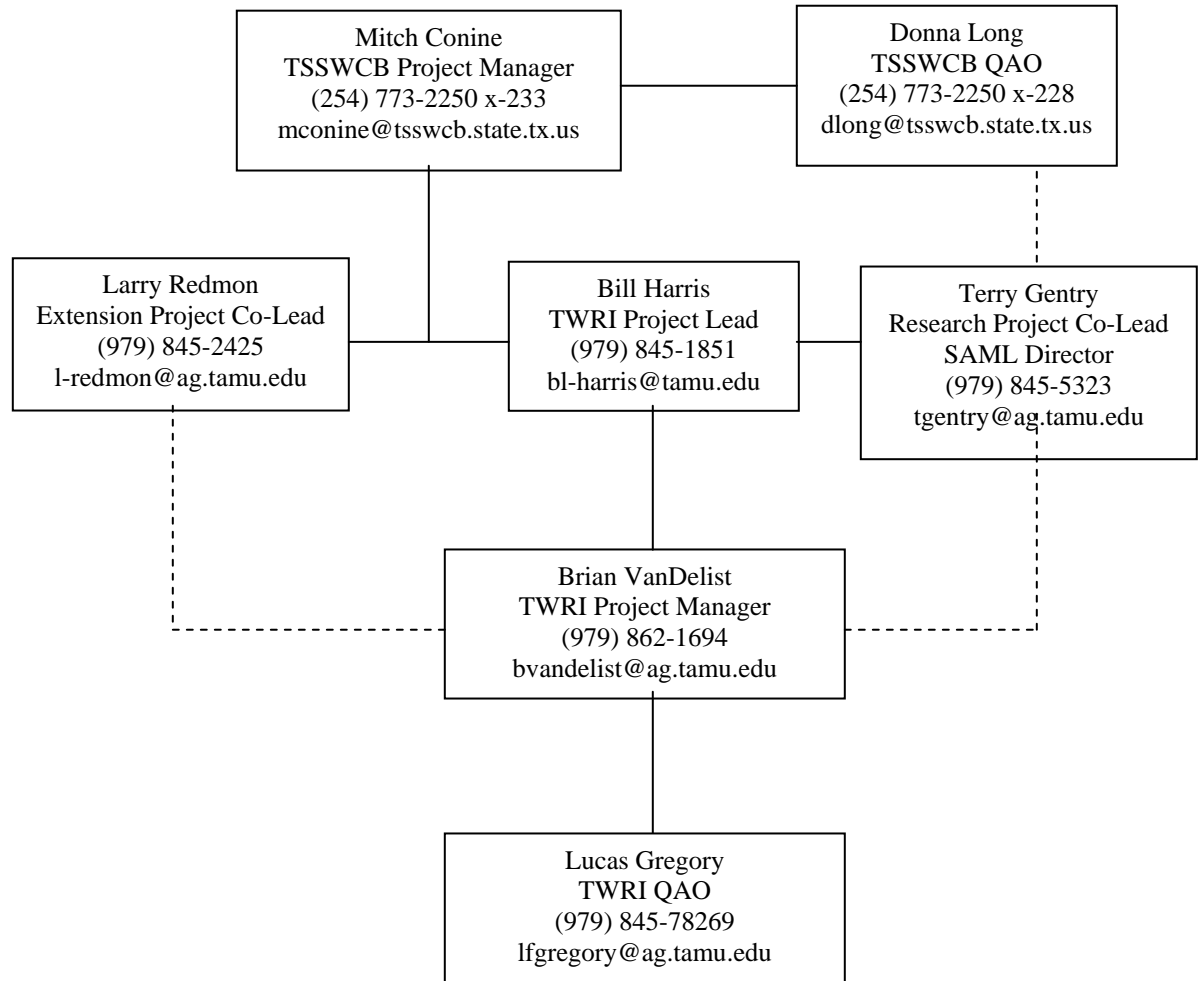 Mitch Conine
TSSWCB Project Manager
(254) 773-2250 x-233
mconine@tsswcb.state.tx.us
Donna Long
TSSWCB QAO
(254) 773-2250 x-228
dlong@tsswcb.state.tx.us
Larry Redmon
Extension Project Co-Lead
(979) 845-2425
l-redmon@ag.tamu.edu
Bill Harris
TWRI Project Lead
(979) 845-1851
bl-harris@tamu.edu
Terry Gentry
Research Project Co-Lead
SAML Director
(979) 845-5323
tgentry@ag.tamu.edu
Brian VanDelist
TWRI Project Manager
(979) 862-1694
bvandelist@ag.tamu.edu
Lucas Gregory
TWRI QAO
(979) 845-78269
lfgregory@ag.tamu.edu